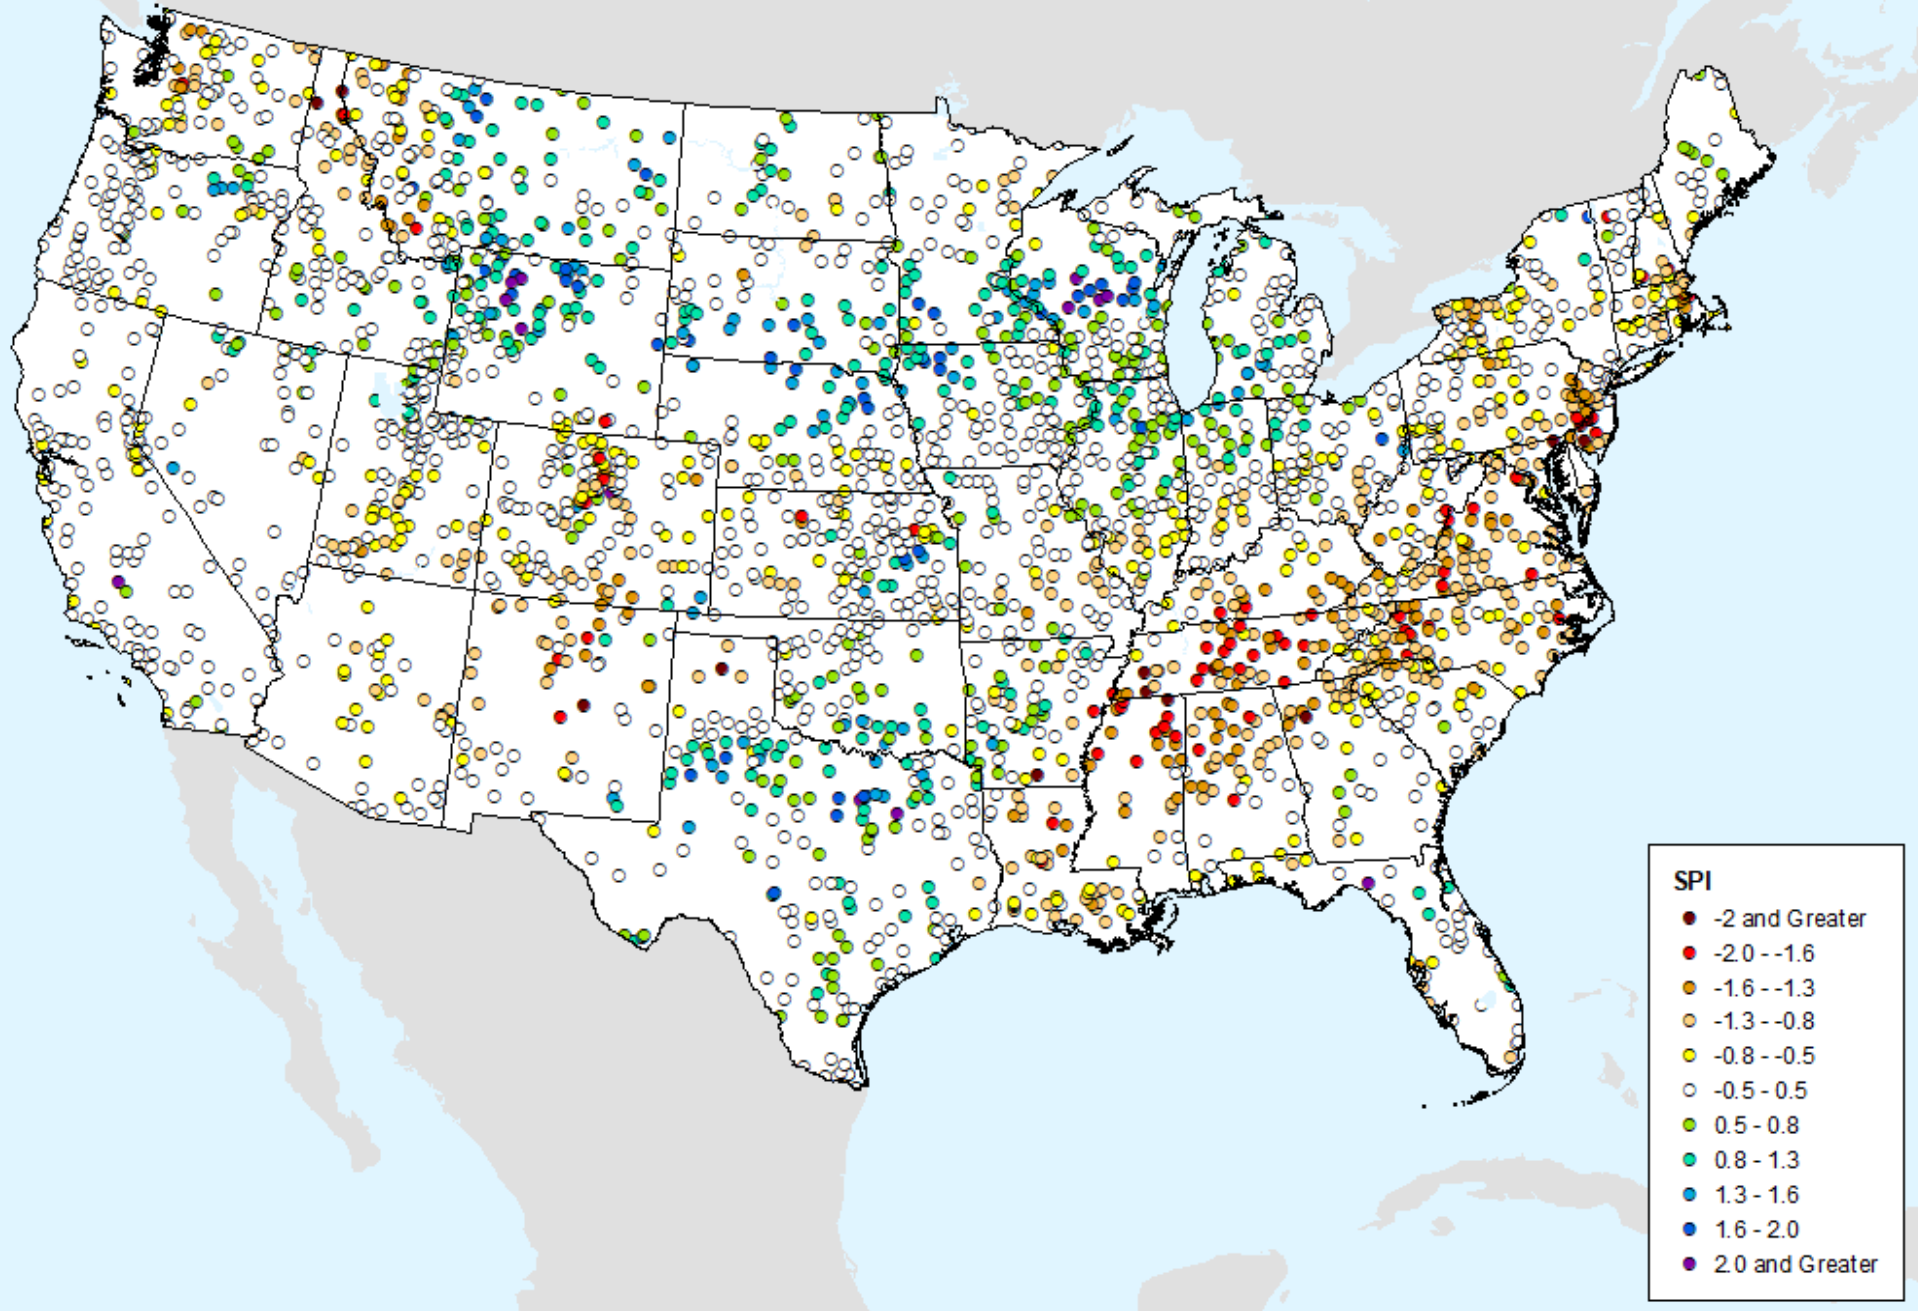 SPI
-2 and Greater
-2.0 - -1.6
-1.6 - -1.3
-1.3 - -0.8
-0.8 - -0.5
-0.5 - 0.5
0.5 - 0.8
0.8 - 1.3
1.3 - 1.6
1.6 - 2.0
2.0 and Greater